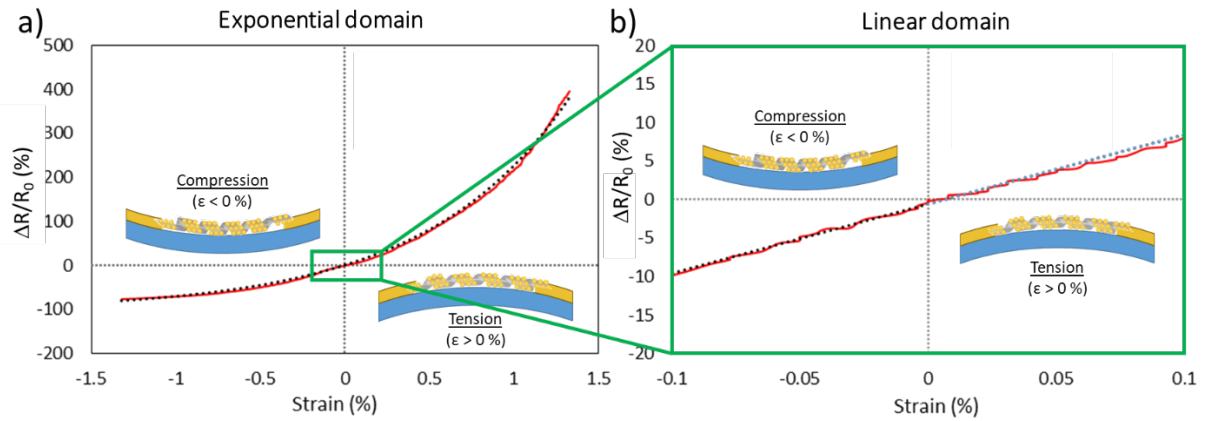 a)
Exponential domain
ΔR/R0 (%)
500
400
300
200
100
0
-100
-200
Compression
(ε < 0 %)
Tension
(ε > 0 %)
-1.5
-1
-0.5
0
0.5
1
1.5
Strain (%)
b)
Linear domain
ΔR/R0 (%)
20
15
10
5
0
-5
-10
-15
-20
Compression
(ε < 0 %)
Tension
(ε > 0 %)
-0.1
-0.05
0
0.05
0.1
Strain (%)